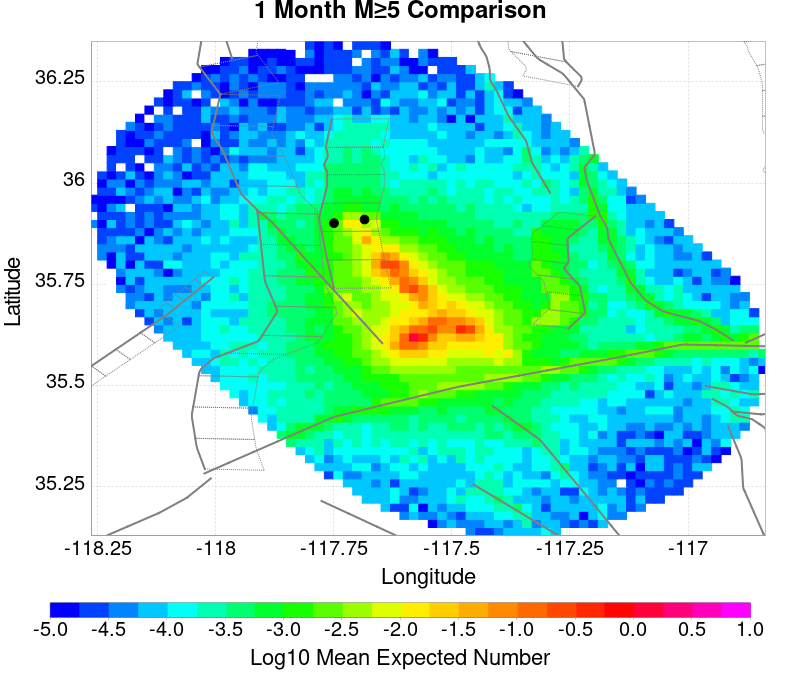 1 Month M≥5 Comparison
36.25
36
35.75
35.5
35.25
Latitude
-118.25 -118 -117.75 -117.5 -117.25 -117
Longitude
-5.0 -4.5 -4.0 -3.5 -3.0 -2.5 -2.0 -1.5 -1.0 -0.5 0.0 0.5 1.0
Log10 Mean Expected Number